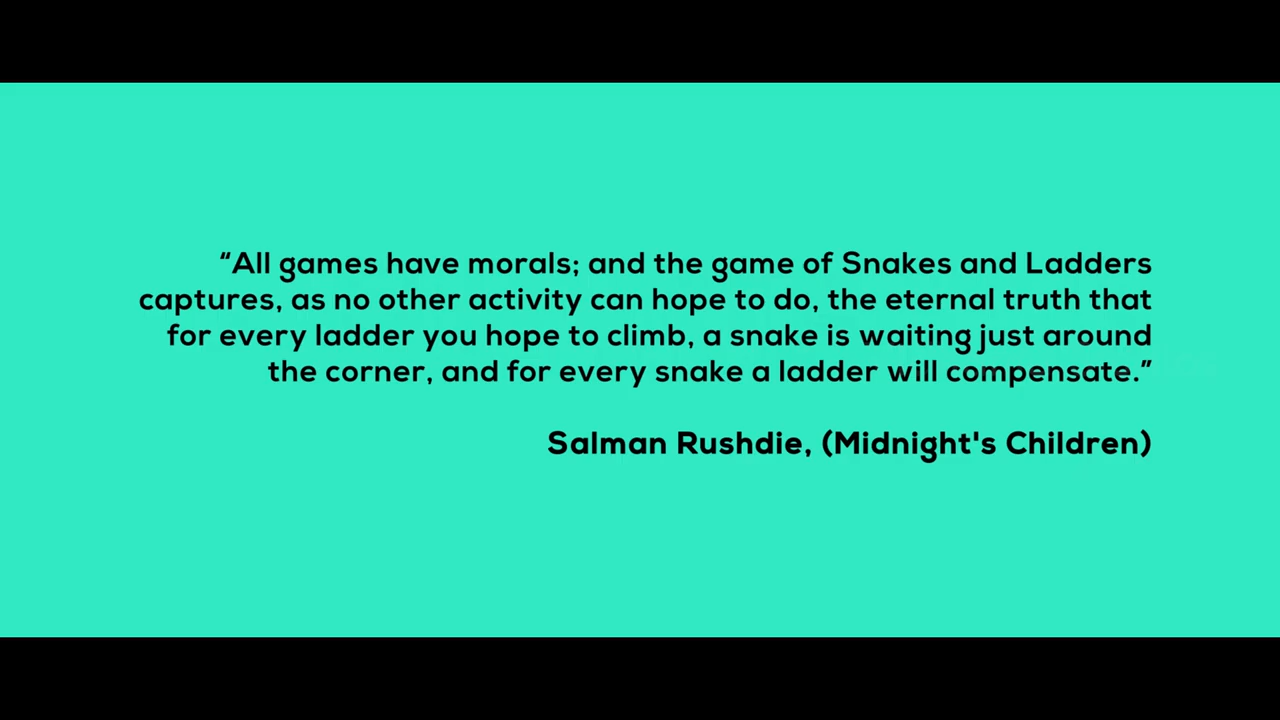 “All games have morals; and the game of Snakes and Ladders
captures, as no other activity can hope to do, the eternal truth that
for every ladder you hope to climb, a snake is waiting just around
the corner, and for every snake a ladder will compensate.”
Salman Rushdie, (Midnight's Children)